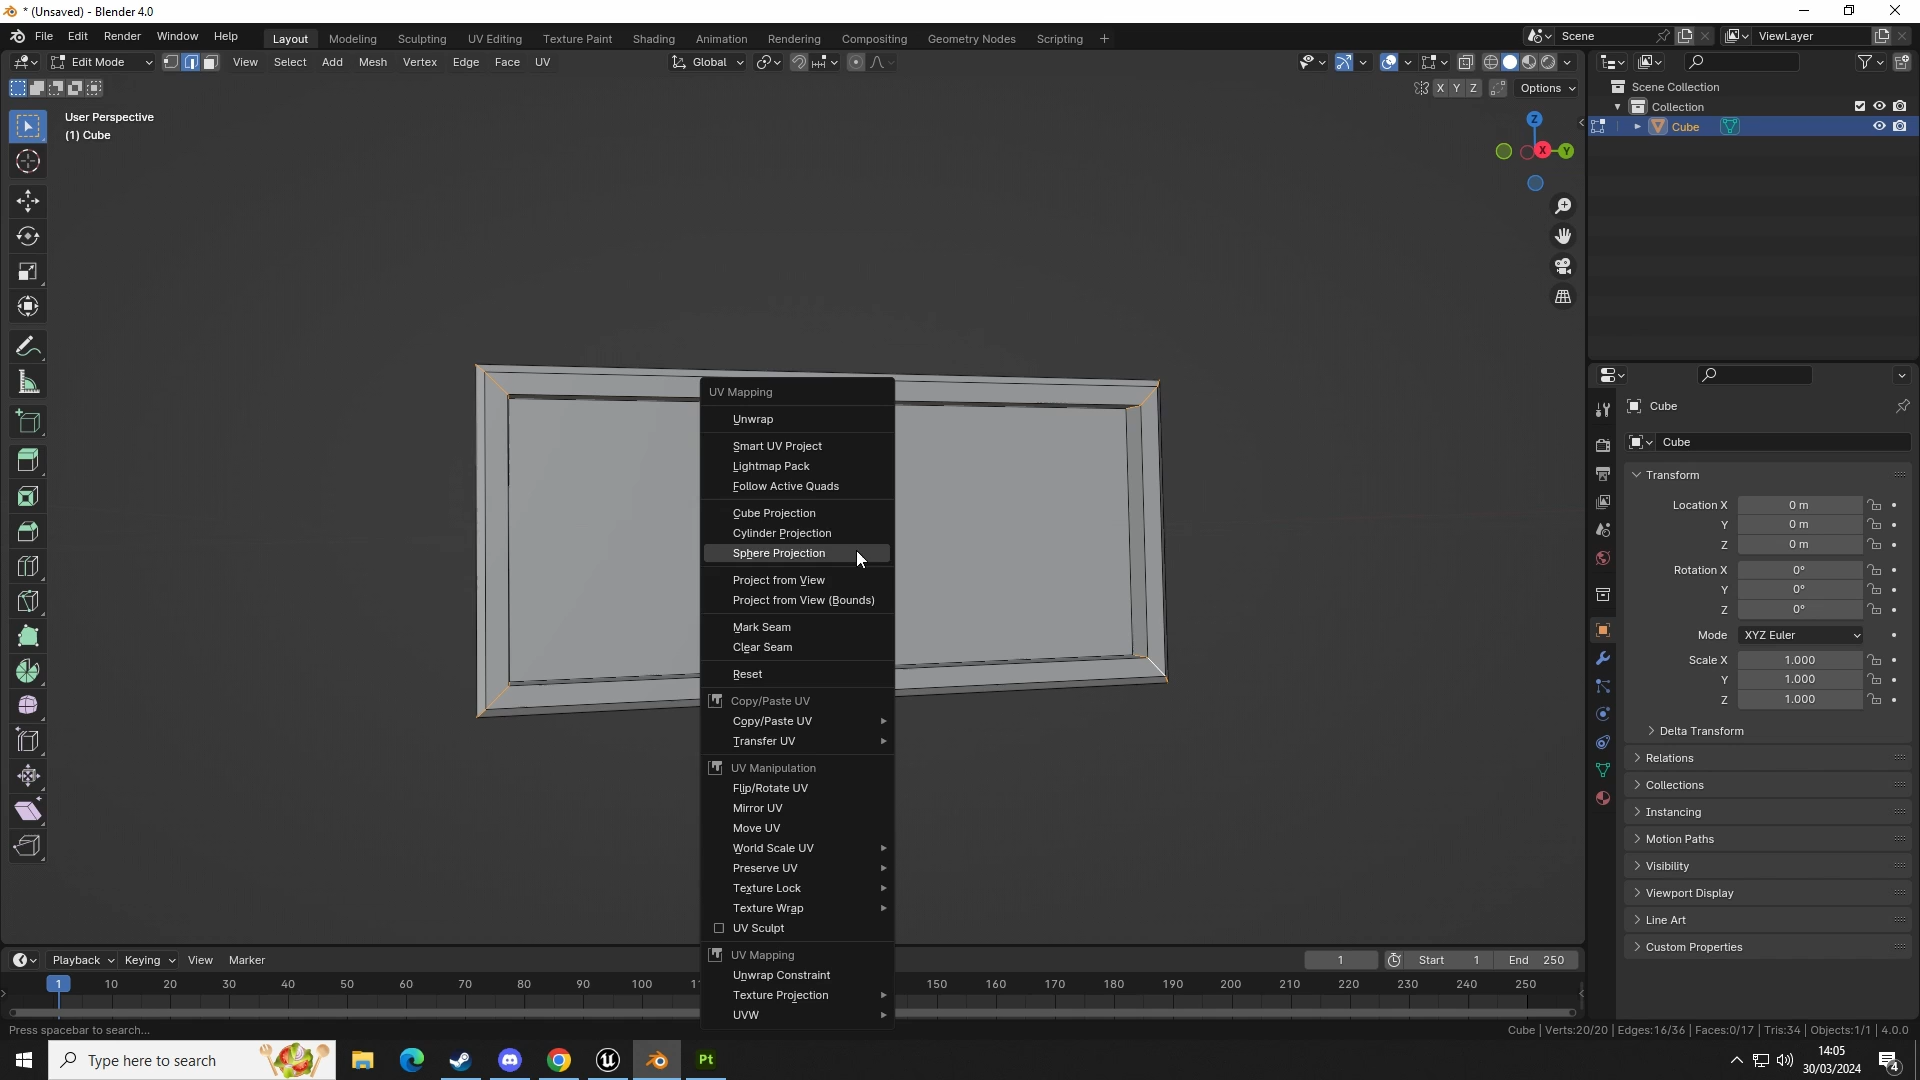 * (Unsaved) - Blender 4.0
File Edit Render Window Help
Layout Modeling Sculpting UV Editing Texture Paint Shading Animation Rendering Compositing Geometry Nodes Scripting +
Scene ViewLayer
Edit Mode View Select Add Mesh Vertex Edge Face UV
Global
X Y Z Options
Scene Collection
Collection
Cube
User Perspective
(1) Cube
Z
X
Y
UV Mapping
Unwrap
Smart UV Project
Lightmap Pack
Follow Active Quads
Cube Projection
Cylinder Projection
Sphere Projection
Project from View
Project from View (Bounds)
Mark Seam
Clear Seam
Reset
Copy/Paste UV
Copy/Paste UV
Transfer UV
UV Manipulation
Flip/Rotate UV
Mirror UV
Move UV
World Scale UV
Preserve UV
Texture Lock
Texture Wrap
UV Sculpt
UV Mapping
Unwrap Constraint
Texture Projection
UVW
Cube
Cube
Transform
Location X 0 m
Y 0 m
Z 0 m
Rotation X 0°
Y 0°
Z 0°
Mode XYZ Euler
Scale X 1.000
Y 1.000
Z 1.000
Delta Transform
Relations
Collections
Instancing
Motion Paths
Visibility
Viewport Display
Line Art
Custom Properties
Playback Keying View Marker
1 Start 1 End 250
1 10 20 30 40 50 60 70 80 90 100 150 160 170 180 190 200 210 220 230 240 250
Press spacebar to search...
Cube | Verts:20/20 | Edges:16/36 | Faces:0/17 | Tris:34 | Objects:1/1 | 4.0.0
Type here to search
Pt
14:05
30/03/2024
4